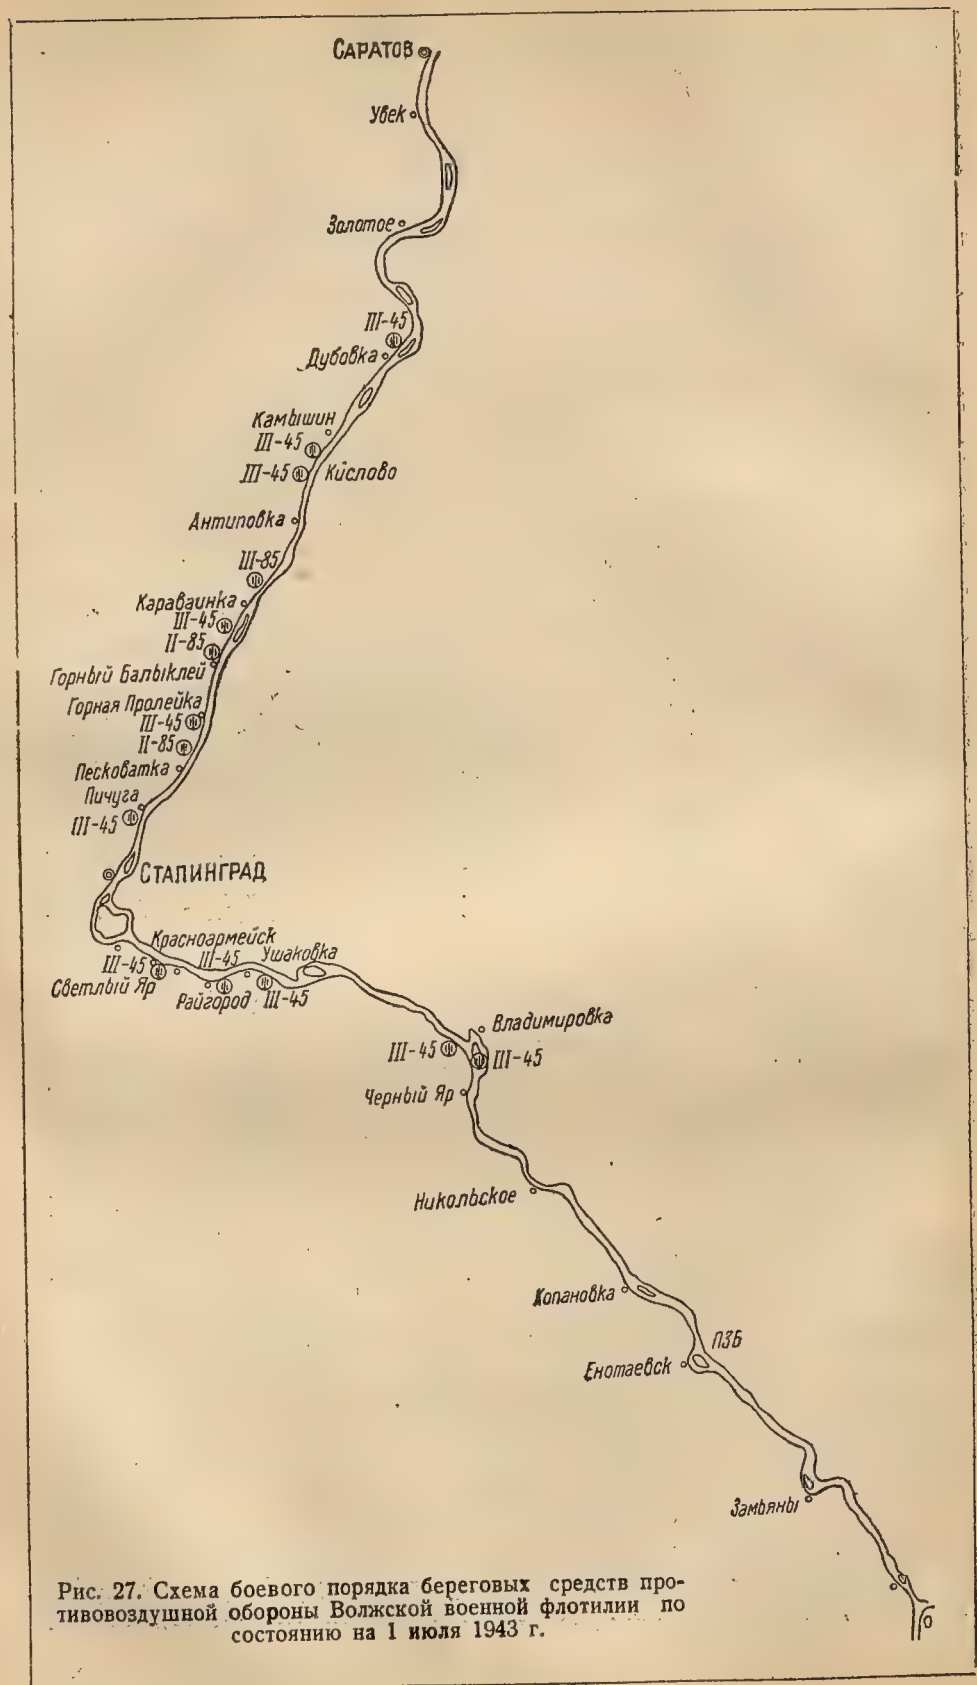 САРАТОВ
Увек
Золотое
III-45
Дубовка
Камышин
III-45
III-45 Кислово
Антиповка
III-85
Караваинка
III-45
II-85
Горный Балыклей
Горная Пролейка
III-45
II-85
Песковатка
Пичуга
III-45
СТАЛИНГРАД
Красноармейск
III-45 III-45 Ушаковка
Светлый Яр
Райгород III-45
Владимировка
III-45 III-45
Черный Яр
Никольское
Копановка
ПЗБ
Енотаевск
Замьяны
Рис. 27. Схема боевого порядка береговых средств про-
тивовоздушной обороны Волжской военной флотилии по
состоянию на 1 июля 1943 г.